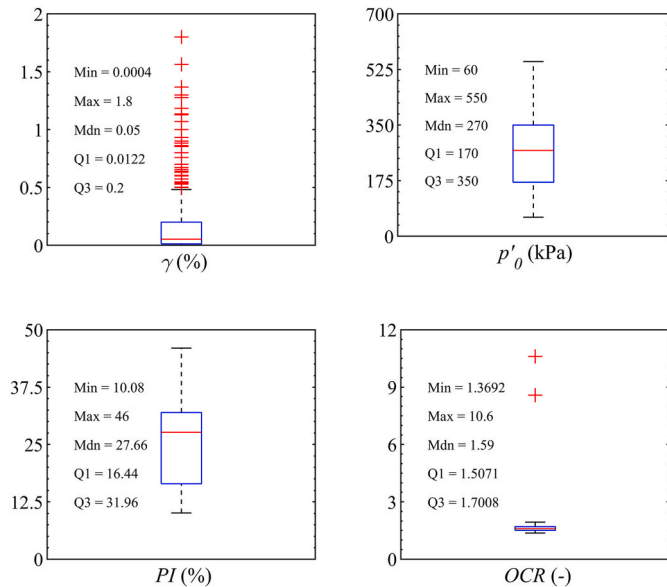 2
1.5
1
0.5
0
Min = 0.0004
Max = 1.8
Mdn = 0.05
Q1 = 0.0122
Q3 = 0.2
γ (%)
700
525
350
175
0
Min = 60
Max = 550
Mdn = 270
Q1 = 170
Q3 = 350
p′0 (kPa)
50
37.5
25
12.5
0
Min = 10.08
Max = 46
Mdn = 27.66
Q1 = 16.44
Q3 = 31.96
PI (%)
12
9
6
3
0
Min = 1.3692
Max = 10.6
Mdn = 1.59
Q1 = 1.5071
Q3 = 1.7008
OCR (-)